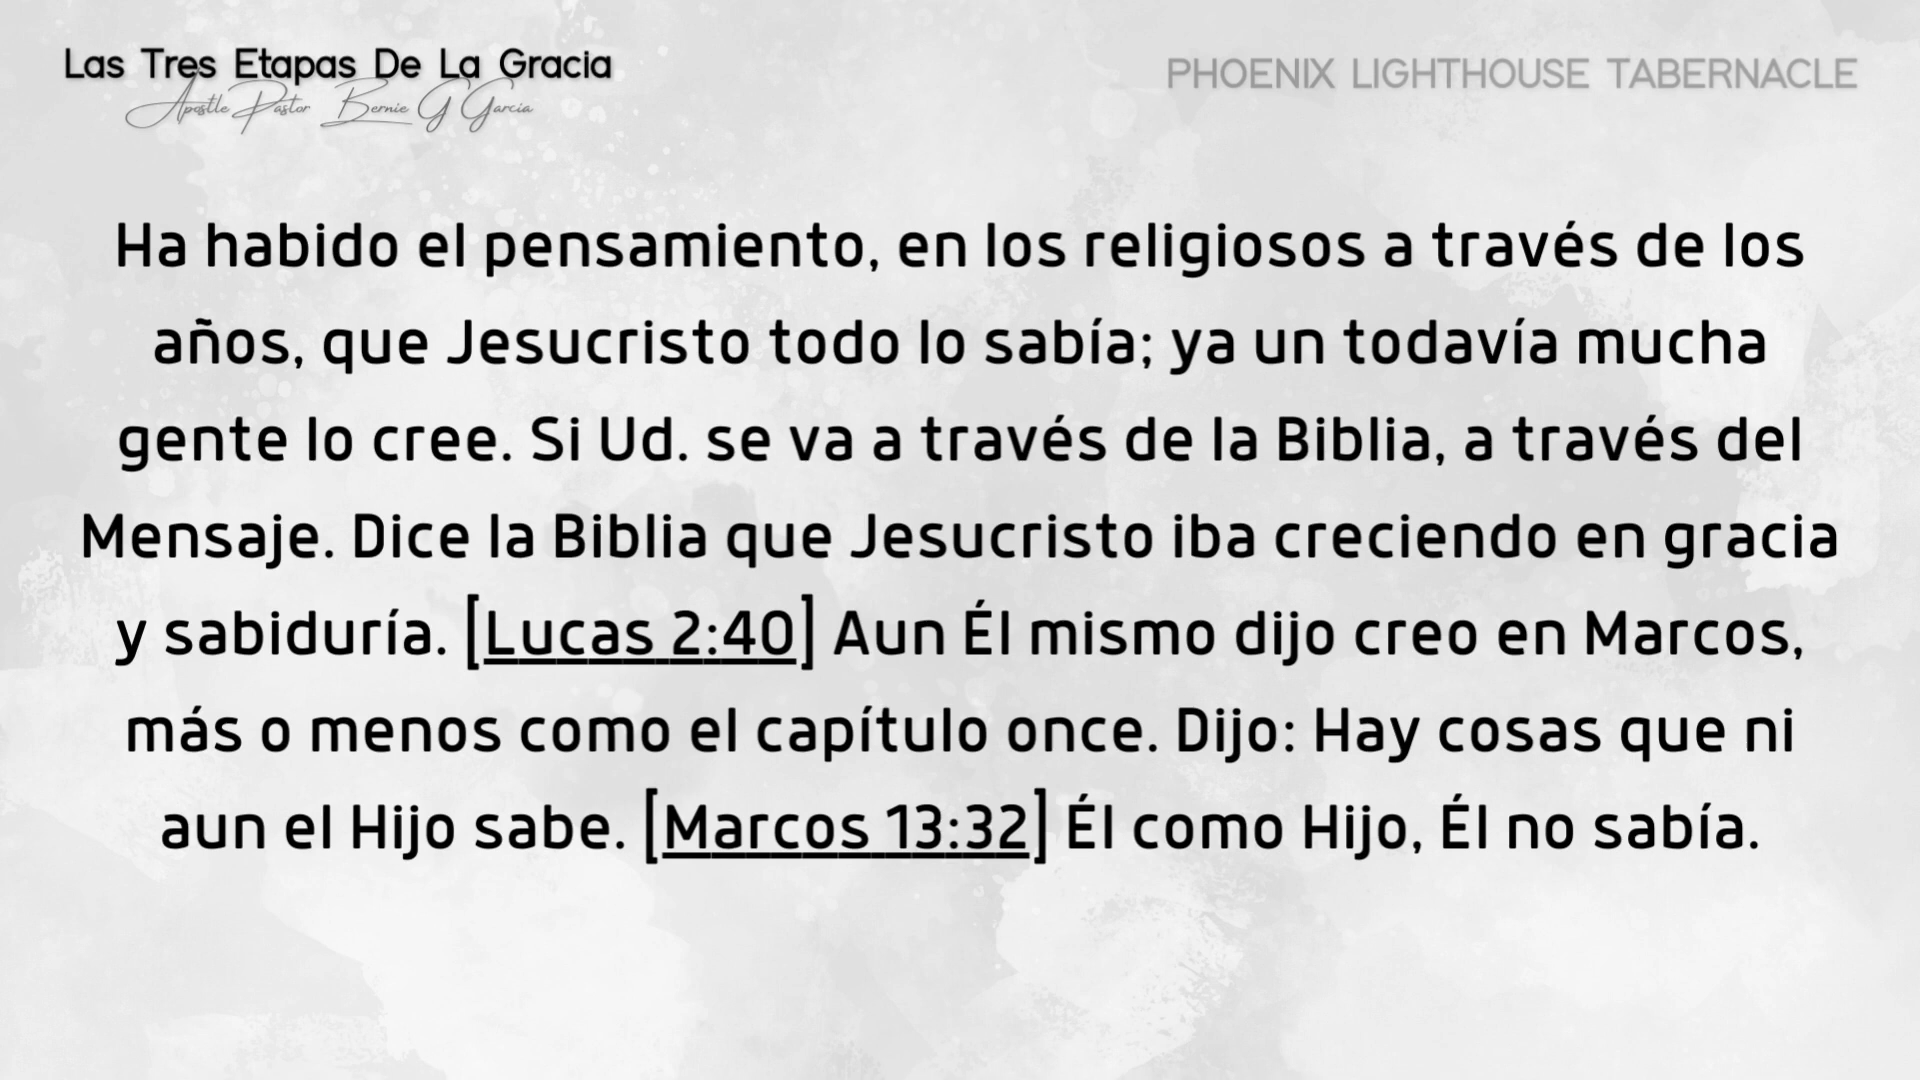 Las Tres Etapas De La Gracia
Apostle Pastor Bernie G Garcia
PHOENIX LIGHTHOUSE TABERNACLE
Ha habido el pensamiento, en los religiosos a través de los
años, que Jesucristo todo lo sabía; ya un todavía mucha
gente lo cree. Si Ud. se va a través de la Biblia, a través del
Mensaje. Dice la Biblia que Jesucristo iba creciendo en gracia
y sabiduría. [Lucas 2:40] Aun Él mismo dijo creo en Marcos,
más o menos como el capítulo once. Dijo: Hay cosas que ni
aun el Hijo sabe. [Marcos 13:32] Él como Hijo, Él no sabía.